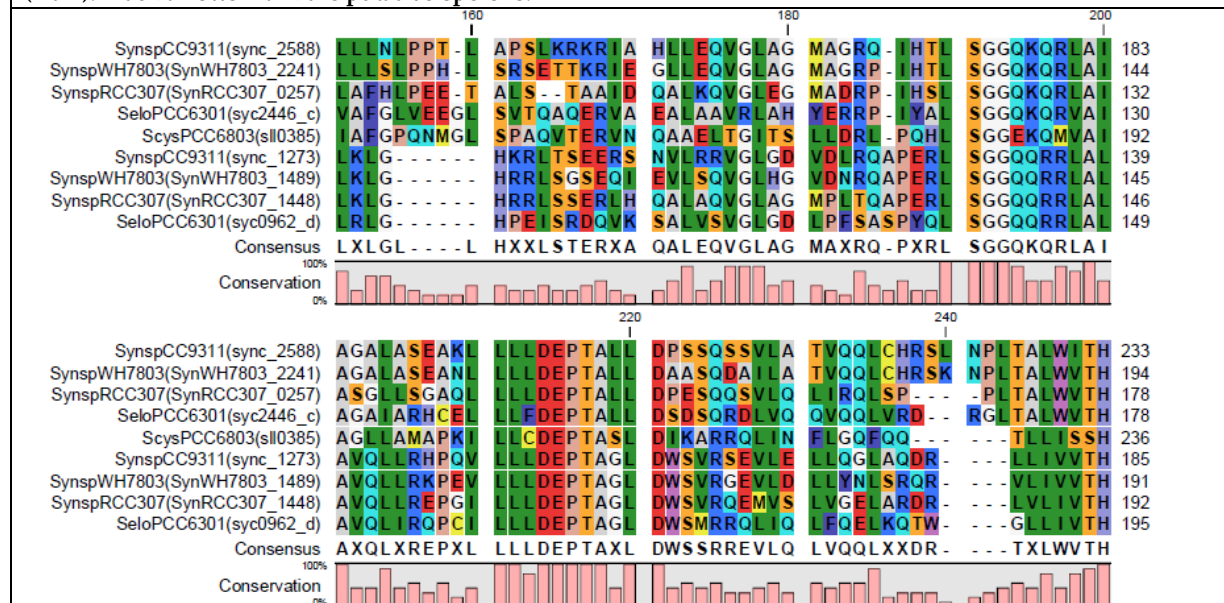 160 180 200
SynspCC9311(sync_2588) LLLNLPPT-L APSLKRKRIA HLLEQVGLAG MAGRQ-IHTL SGGQKQRLAI 183
SynspWH7803(SynWH7803_2241) LLLSLPPH-L SRSETTKRIE GLLEQVGLAG MAGRP-IHTL SGGQKQRLAI 144
SynspRCC307(SynRCC307_0257) LAFHLPEE-T ALS--TAAID QALKQVGLEG MADRP-IHSL SGGQKQRLAI 132
SeloPCC6301(syc2446_c) VAFGLVEEGL SVTQAQERVA EALAAVRLAH YERRP-IYAL SGGQKQRVAI 130
ScysPCC6803(sll0385) IAFGPQNMGL SPAQVTERVN QAAELTGITS LLDRL-PQHL SGGEKQMVAI 192
SynspCC9311(sync_1273) LKLG------ HKRLTSEERS NVLRRVGLGD VDLRQAPERL SGGQQRRLAL 139
SynspWH7803(SynWH7803_1489) LKLG------ HRRLSGSEQI EVLSQVGLHG VDNRQAPERL SGGQQRRLAL 145
SynspRCC307(SynRCC307_1448) LKLG------ HRRLSSERLH QALAQVGLAG MPLTQAPERL SGGQQRRLAL 146
SeloPCC6301(syc0962_d) LRLG------ HPEISRDQVK SALVSVGLGD LPFSASPYQL SGGQQRRLAL 149
Consensus LXLGL----L HXXLSTERXA QALEQVGLAG MAXRQ-PXRL SGGQKQRLAI
100%
Conservation
0%
220 240
SynspCC9311(sync_2588) AGALASEAKL LLLDEPTALL DPSSQSSVLA TVQQLCHRSL NPLTALWITH 233
SynspWH7803(SynWH7803_2241) AGALASEANL LLLDEPTALL DAASQDAILA TVQQLCHRSK NPLTALWVTH 194
SynspRCC307(SynRCC307_0257) ASGLLSGAQL LLLDEPTALL DPESQQSVLQ LIRQLSP--- -PLTALWVTH 178
SeloPCC6301(syc2446_c) AGAIARHCEL LLFDEPTALL DSDSQRDLVQ QVQQLVRD-- RGLTALWVTH 178
ScysPCC6803(sll0385) AGLLAMAPKI LLCDEPTASL DIKARRQLIN FLGQFQQ--- ---TLLISSH 236
SynspCC9311(sync_1273) AVQLLRHPQV LLLDEPTAGL DWSVRSEVLE LLQGLAQDR- ---LLIVVTH 185
SynspWH7803(SynWH7803_1489) AVQLLRKPEV LLLDEPTAGL DWSVRGEVLD LLYNLSRQR- ---VLIVVTH 191
SynspRCC307(SynRCC307_1448) AVQLLREPGI LLLDEPTAGL DWSVRQEMVS LVGELARDR- ---VLLIVTH 192
SeloPCC6301(syc0962_d) AVQLIRQPCI LLLDEPTAGL DWSMRRQLIQ LFQELKQTW- ---GLLIVTH 195
Consensus AXQLXREPXL LLLDEPTAXL DWSSRREVLQ LVQQLXXDR- ---TXLWVTH
100%
Conservation
0%